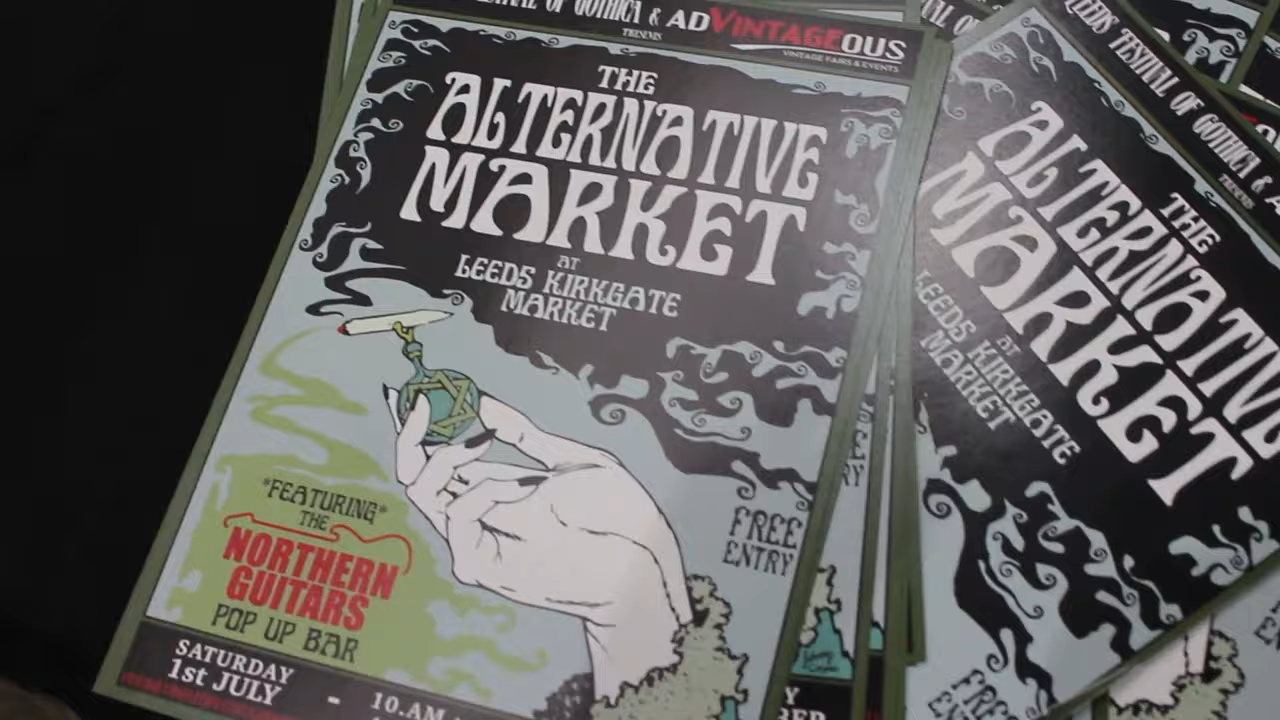 OF GOTHICA & ADVINTAGEOUS
PRESENTS
VINTAGE FAIRS & EVENTS
THE
ALTERNATIVE
MARKET
AT
LEEDS KIRKGATE
MARKET
*FEATURING*
THE
NORTHERN
GUITARS
POP UP BAR
FREE
ENTRY
SATURDAY
1st JULY
-
10.AM
LEEDS FESTIVAL OF GOTHICA &
PRESENTS
THE
ALTERNATIVE
MARKET
AT
LEEDS KIRKGATE
MARKET
FREE